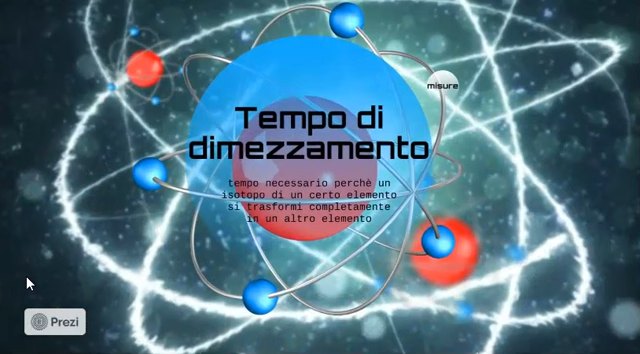 misure
Tempo di
dimezzamento
tempo necessario perchè un
isotopo di un certo elemento
si trasformi completamente
in un altro elemento
Prezi